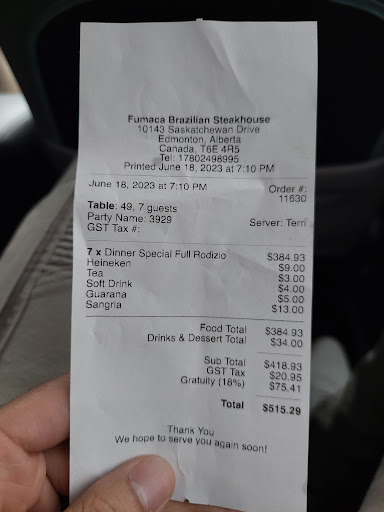 Fumaca Brazilian Steakhouse
10143 Saskatchewan Drive
Edmonton, Alberta
Canada, T6E 4R5
Tel: 17802498995
Printed June 18, 2023 at 7:10 PM
June 18, 2023 at 7:10 PM Order #: 11630
Table: 49, 7 guests
Party Name: 3929 Server: Terri
GST Tax #:
7 x Dinner Special Full Rodizio $384.93
Heineken $9.00
Tea $3.00
Soft Drink $4.00
Guarana $5.00
Sangria $13.00
Food Total $384.93
Drinks & Dessert Total $34.00
Sub Total $418.93
GST Tax $20.95
Gratuity (18%) $75.41
Total $515.29
Thank You
We hope to serve you again soon!